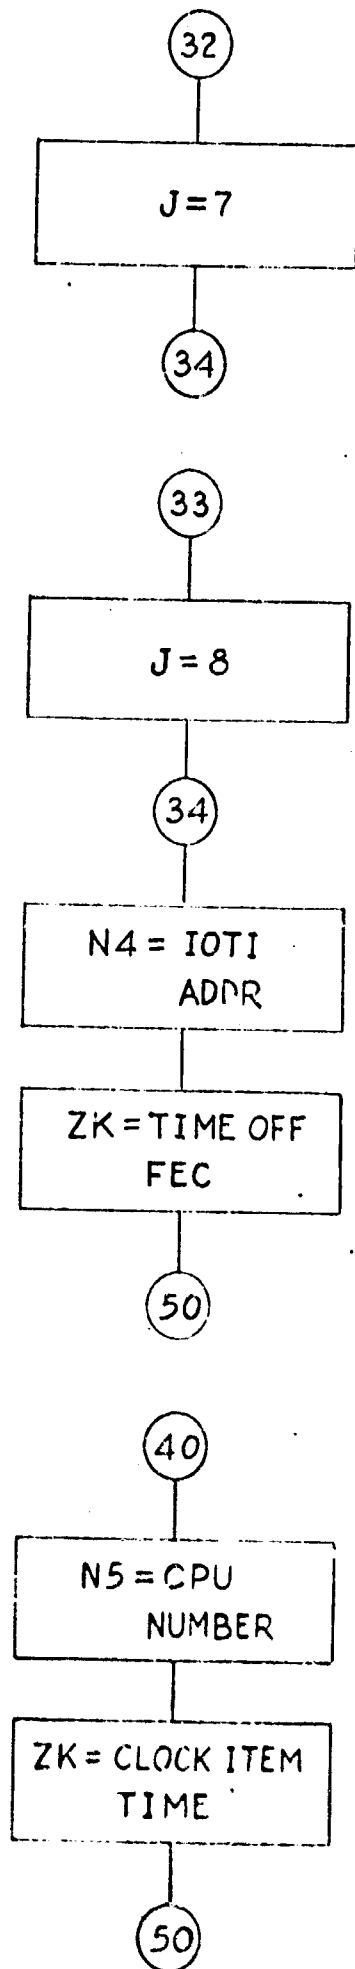 32
J=7
34
33
J=8
34
N4= IOTI
ADDR
ZK=TIME OFF
FEC
50
40
N5=CPU
NUMBER
ZK=CLOCK ITEM
TIME
50